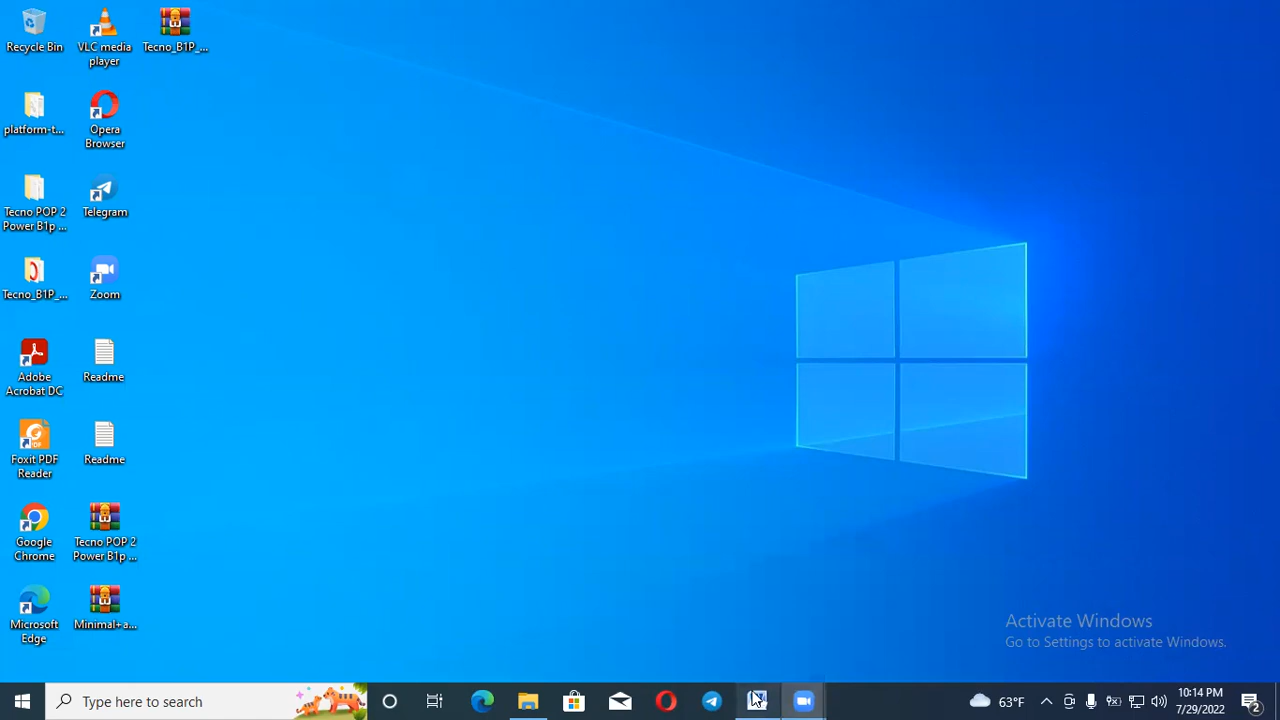 Recycle Bin
VLC media
player
Tecno_B1P_...
platform-t...
Opera
Browser
Tecno POP 2
Power B1p ...
Telegram
Tecno_B1P_...
Zoom
Adobe
Acrobat DC
Readme
Foxit PDF
Reader
Readme
Google
Chrome
Tecno POP 2
Power B1p ...
Microsoft
Edge
Minimal+a...
Activate Windows
Go to Settings to activate Windows.
Type here to search
63°F
10:14 PM
7/29/2022
2